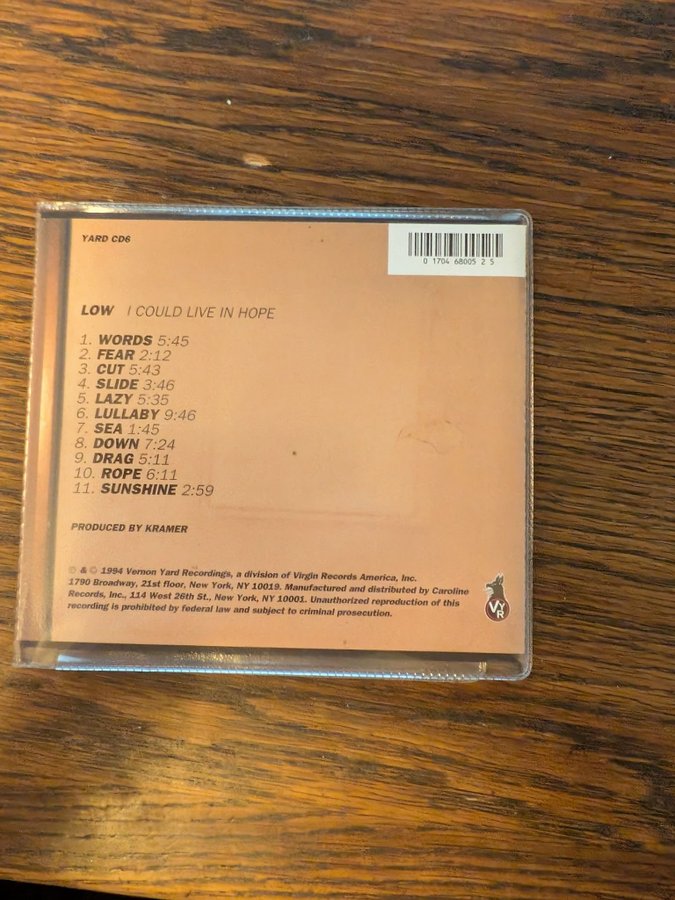 YARD CD6
0 1704 68005 2 5
LOW I COULD LIVE IN HOPE
1. WORDS 5:45
2. FEAR 2:12
3. CUT 5:43
4. SLIDE 3:46
5. LAZY 5:35
6. LULLABY 9:46
7. SEA 1:45
8. DOWN 7:24
9. DRAG 5:11
10. ROPE 6:11
11. SUNSHINE 2:59
PRODUCED BY KRAMER
℗ & © 1994 Vernon Yard Recordings, a division of Virgin Records America, Inc.
1790 Broadway, 21st floor, New York, NY 10019. Manufactured and distributed by Caroline
Records, Inc., 114 West 26th St., New York, NY 10001. Unauthorized reproduction of this
recording is prohibited by federal law and subject to criminal prosecution.
VYR